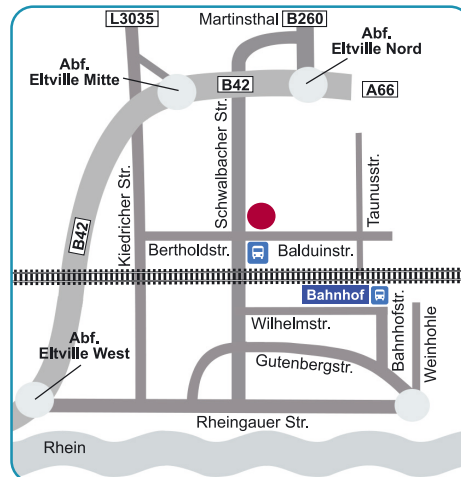 L3035
Martinsthal B260
Abf.
Eltville Mitte
Abf.
Eltville Nord
B42
A66
Kiedricher Str.
Schwalbacher Str.
Taunusstr.
B42
Bertholdstr.
Balduinstr.
Bahnhof
Wilhelmstr.
Bahnhofstr.
Weinhohle
Abf.
Eltville West
Gutenbergstr.
Rheingauer Str.
Rhein